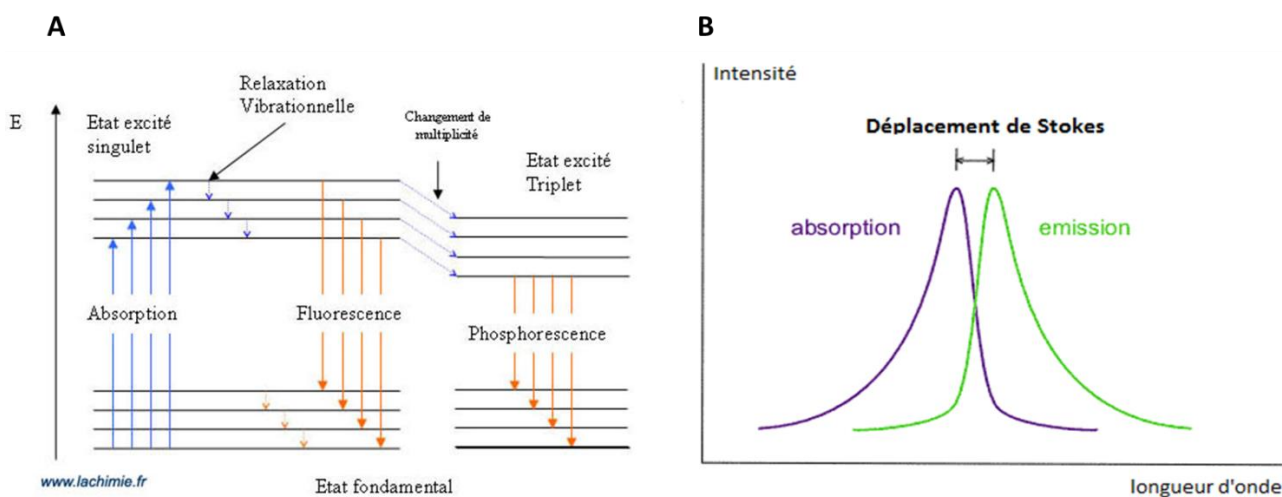 A
E
Etat excité
singulet
Relaxation
Vibrationnelle
Changement de
multiplicité
Etat excité
Triplet
Absorption
Fluorescence
Phosphorescence
www.lachimie.fr
Etat fondamental
B
Intensité
Déplacement de Stokes
absorption
emission
longueur d'onde